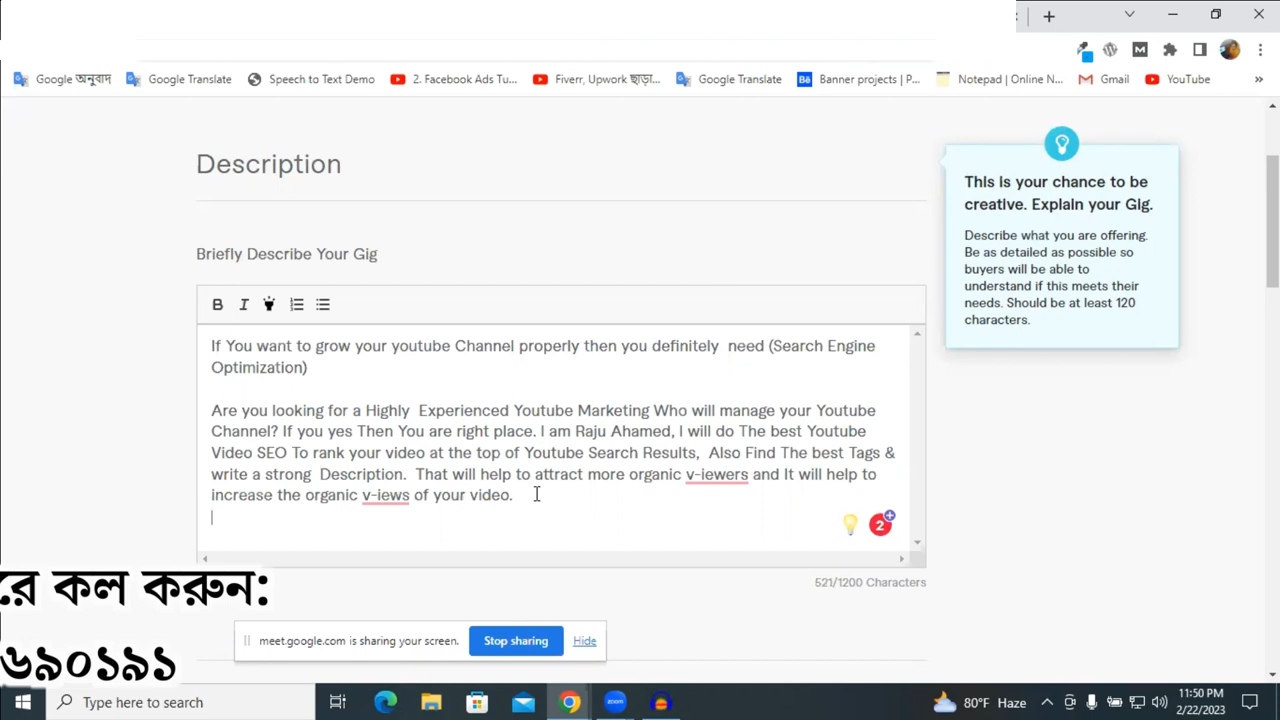 Google অনুবাদ
Google Translate
Speech to Text Demo
2. Facebook Ads Tu...
Fiverr, Upwork ছাড়া...
Google Translate
Banner projects | P...
Notepad | Online N...
Gmail
YouTube
»
Description
Briefly Describe Your Gig
B I
If You want to grow your youtube Channel properly then you definitely  need (Search Engine
Optimization)
Are you looking for a Highly  Experienced Youtube Marketing Who will manage your Youtube
Channel? If you yes Then You are right place. I am Raju Ahamed, I will do The best Youtube
Video SEO To rank your video at the top of Youtube Search Results,  Also Find The best Tags &
write a strong  Description.  That will help to attract more organic v-iewers and It will help to
increase the organic v-iews of your video.
2
521/1200 Characters
This is your chance to be
creative. Explain your Gig.
Describe what you are offering.
Be as detailed as possible so
buyers will be able to
understand if this meets their
needs. Should be at least 120
characters.
রে কল করুন:
৬৯০১৯১
meet.google.com is sharing your screen.
Stop sharing
Hide
Type here to search
zoom
80°F Haze
11:50 PM
2/22/2023